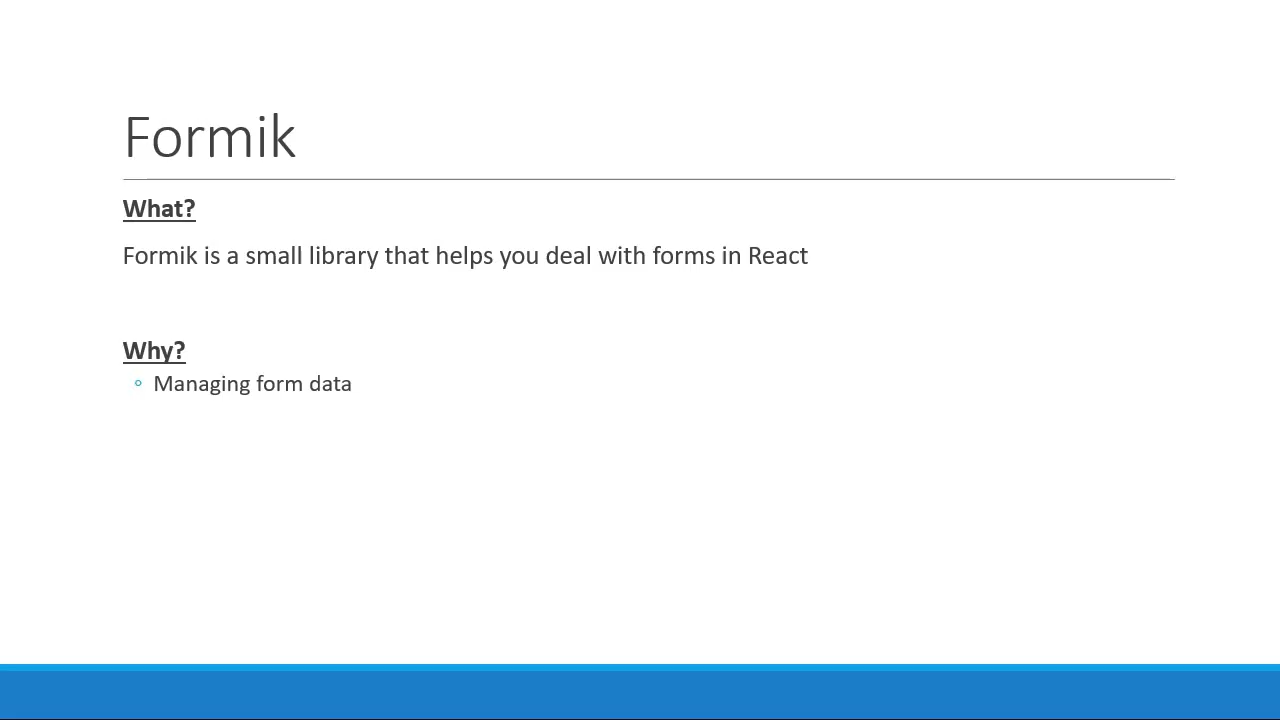 Formik
What?
Formik is a small library that helps you deal with forms in React
Why?
◦ Managing form data